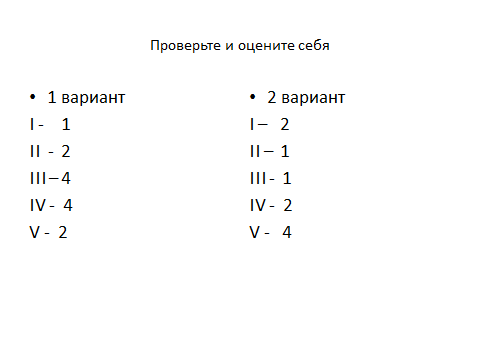 Проверьте и оцените себя
• 1 вариант
I - 1
II - 2
III – 4
IV - 4
V - 2
• 2 вариант
I – 2
II – 1
III - 1
IV - 2
V - 4